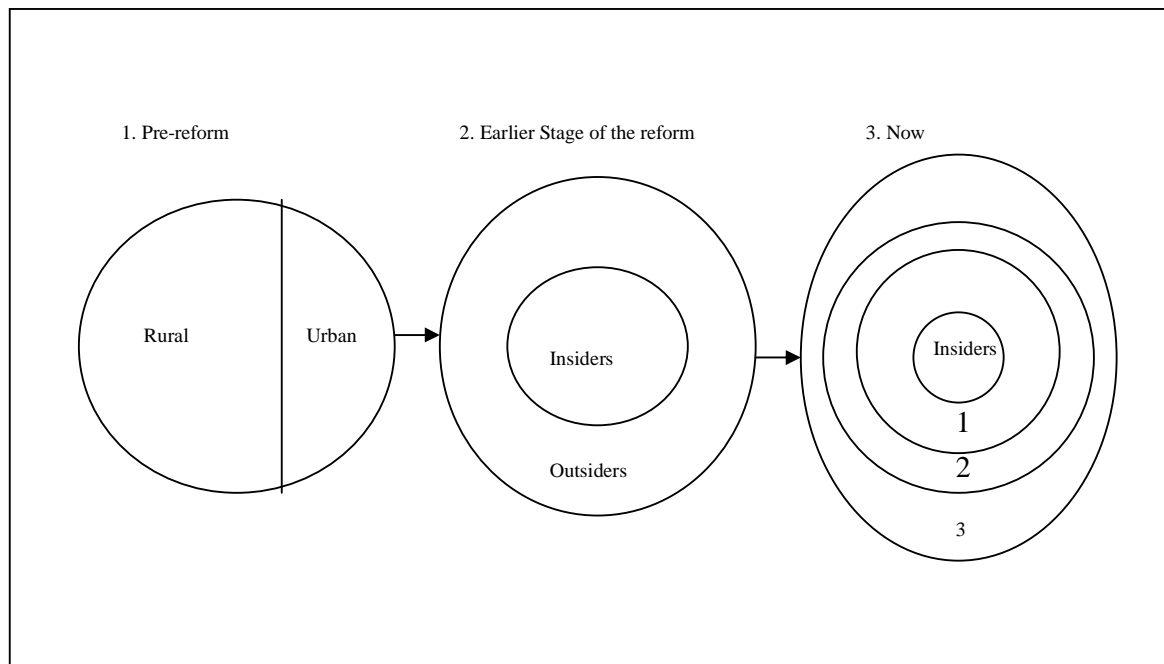 1. Pre-reform
2. Earlier Stage of the reform
3. Now
Rural
Urban
Insiders
Outsiders
Insiders
1
2
3